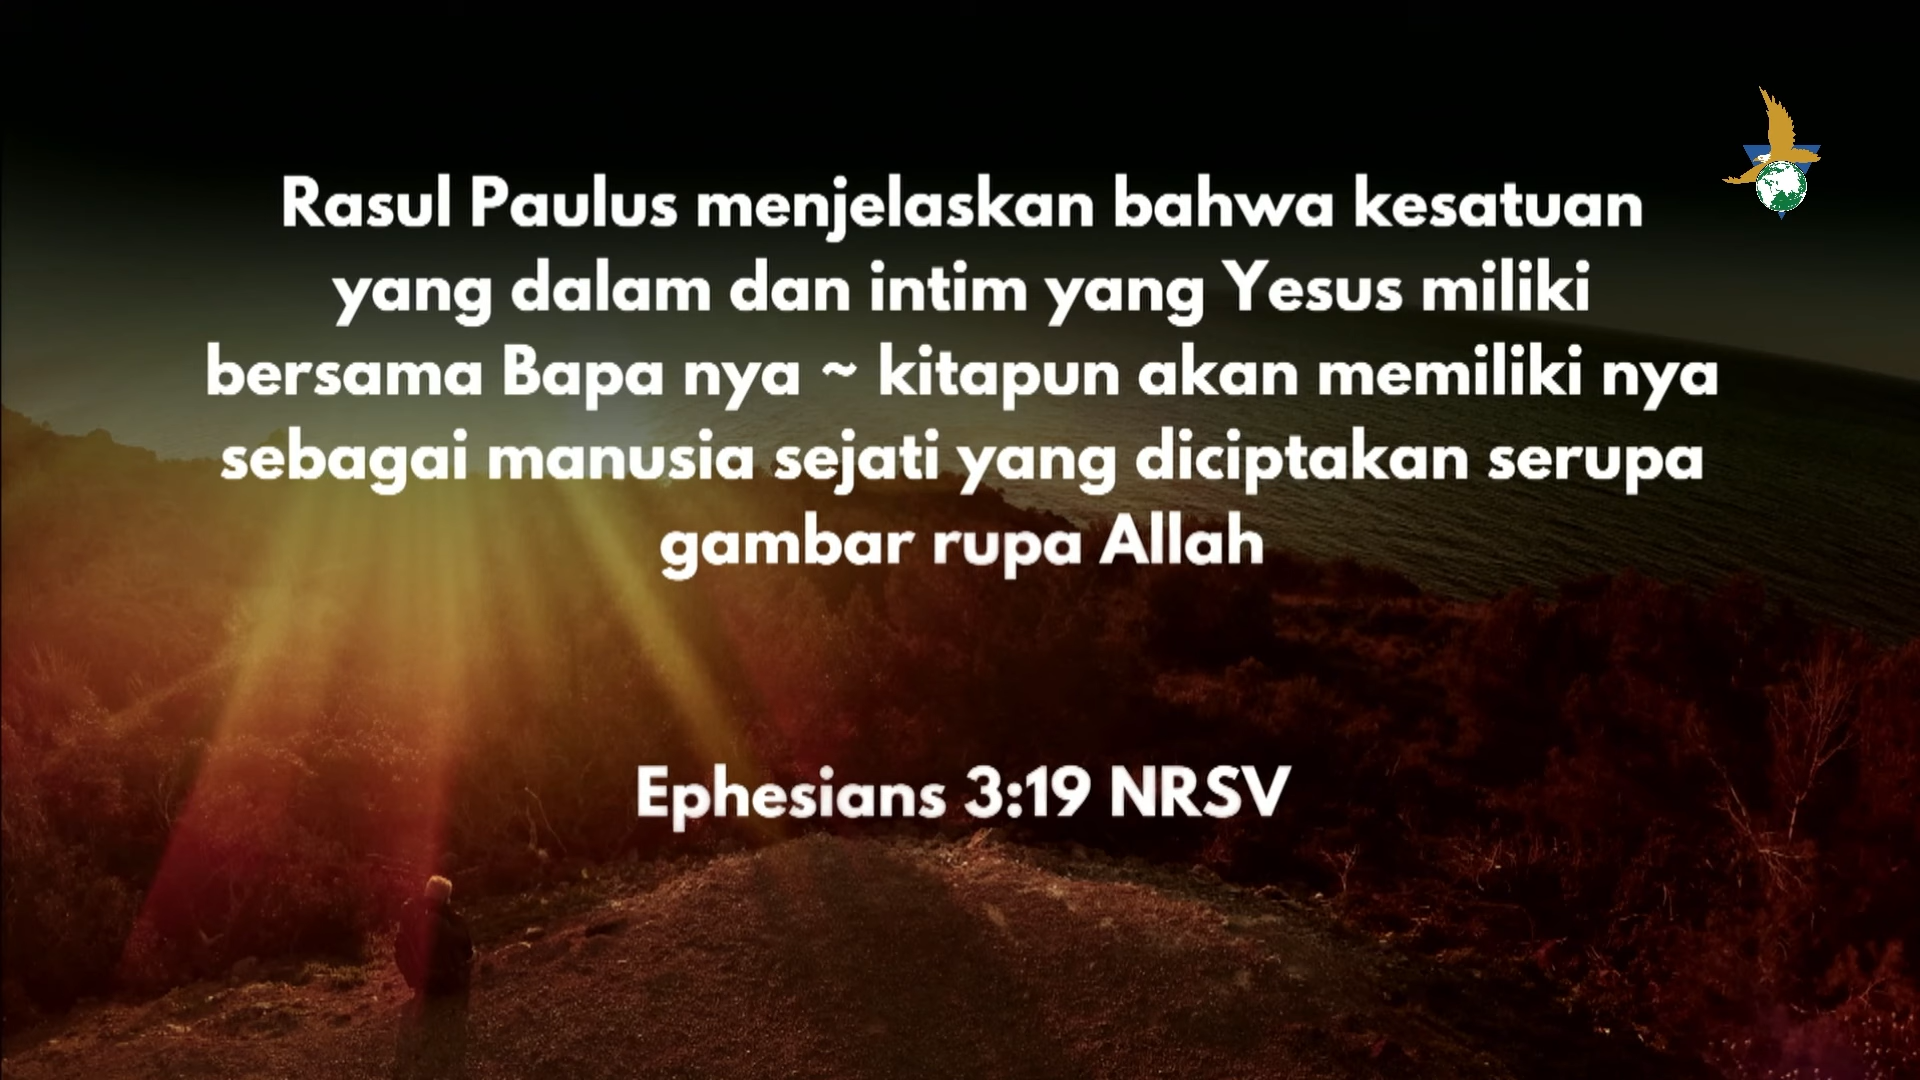 Rasul Paulus menjelaskan bahwa kesatuan
yang dalam dan intim yang Yesus miliki
bersama Bapa nya ~ kitapun akan memiliki nya
sebagai manusia sejati yang diciptakan serupa
gambar rupa Allah
Ephesians 3:19 NRSV